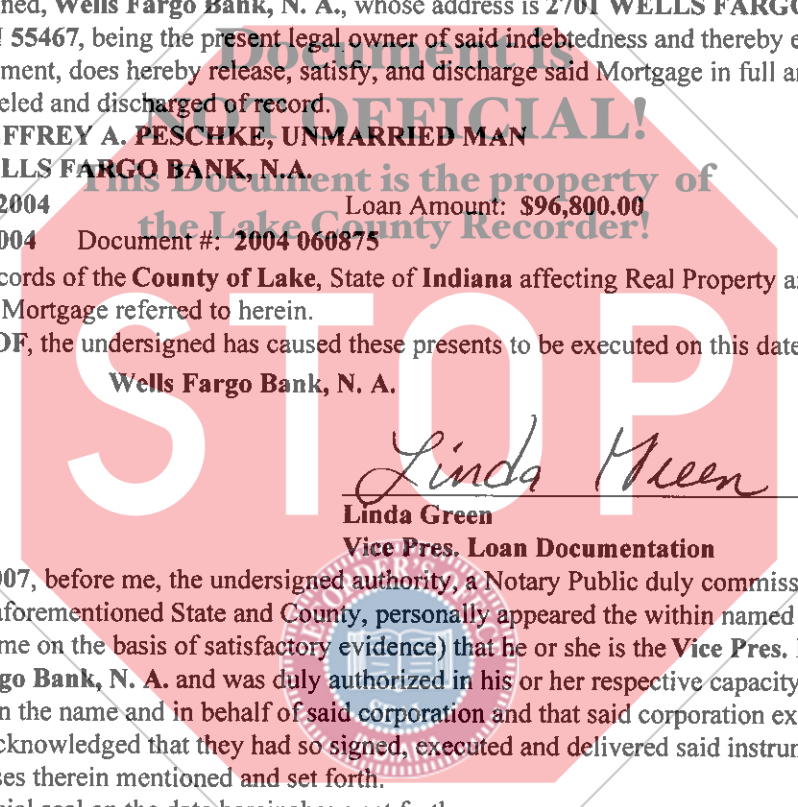 ned, Wells Fargo Bank, N. A., whose address is 2701 WELLS FARGO
55467, being the present legal owner of said indebtedness and thereby e
ment, does hereby release, satisfy, and discharge said Mortgage in full a
eled and discharged of record.
FFREY A. PESCHKE, UNMARRIED MAN
LLS FARGO BANK, N.A.
2004 Loan Amount: $96,800.00
004 Document #: 2004 060875
cords of the County of Lake, State of Indiana affecting Real Property a
Mortgage referred to herein.
OF, the undersigned has caused these presents to be executed on this date
Wells Fargo Bank, N. A.
Linda Green
Linda Green
Vice Pres. Loan Documentation
007, before me, the undersigned authority, a Notary Public duly commiss
aforementioned State and County, personally appeared the within named
me on the basis of satisfactory evidence) that he or she is the Vice Pres.
go Bank, N. A. and was duly authorized in his or her respective capacity
n the name and in behalf of said corporation and that said corporation ex
cknowledged that they had so signed, executed and delivered said instru
ses therein mentioned and set forth.
cial seal on the date hereinabove set forth
Document is
NOT OFFICIAL!
This Document is the property of
the Lake County Recorder!
STOP
SEAL